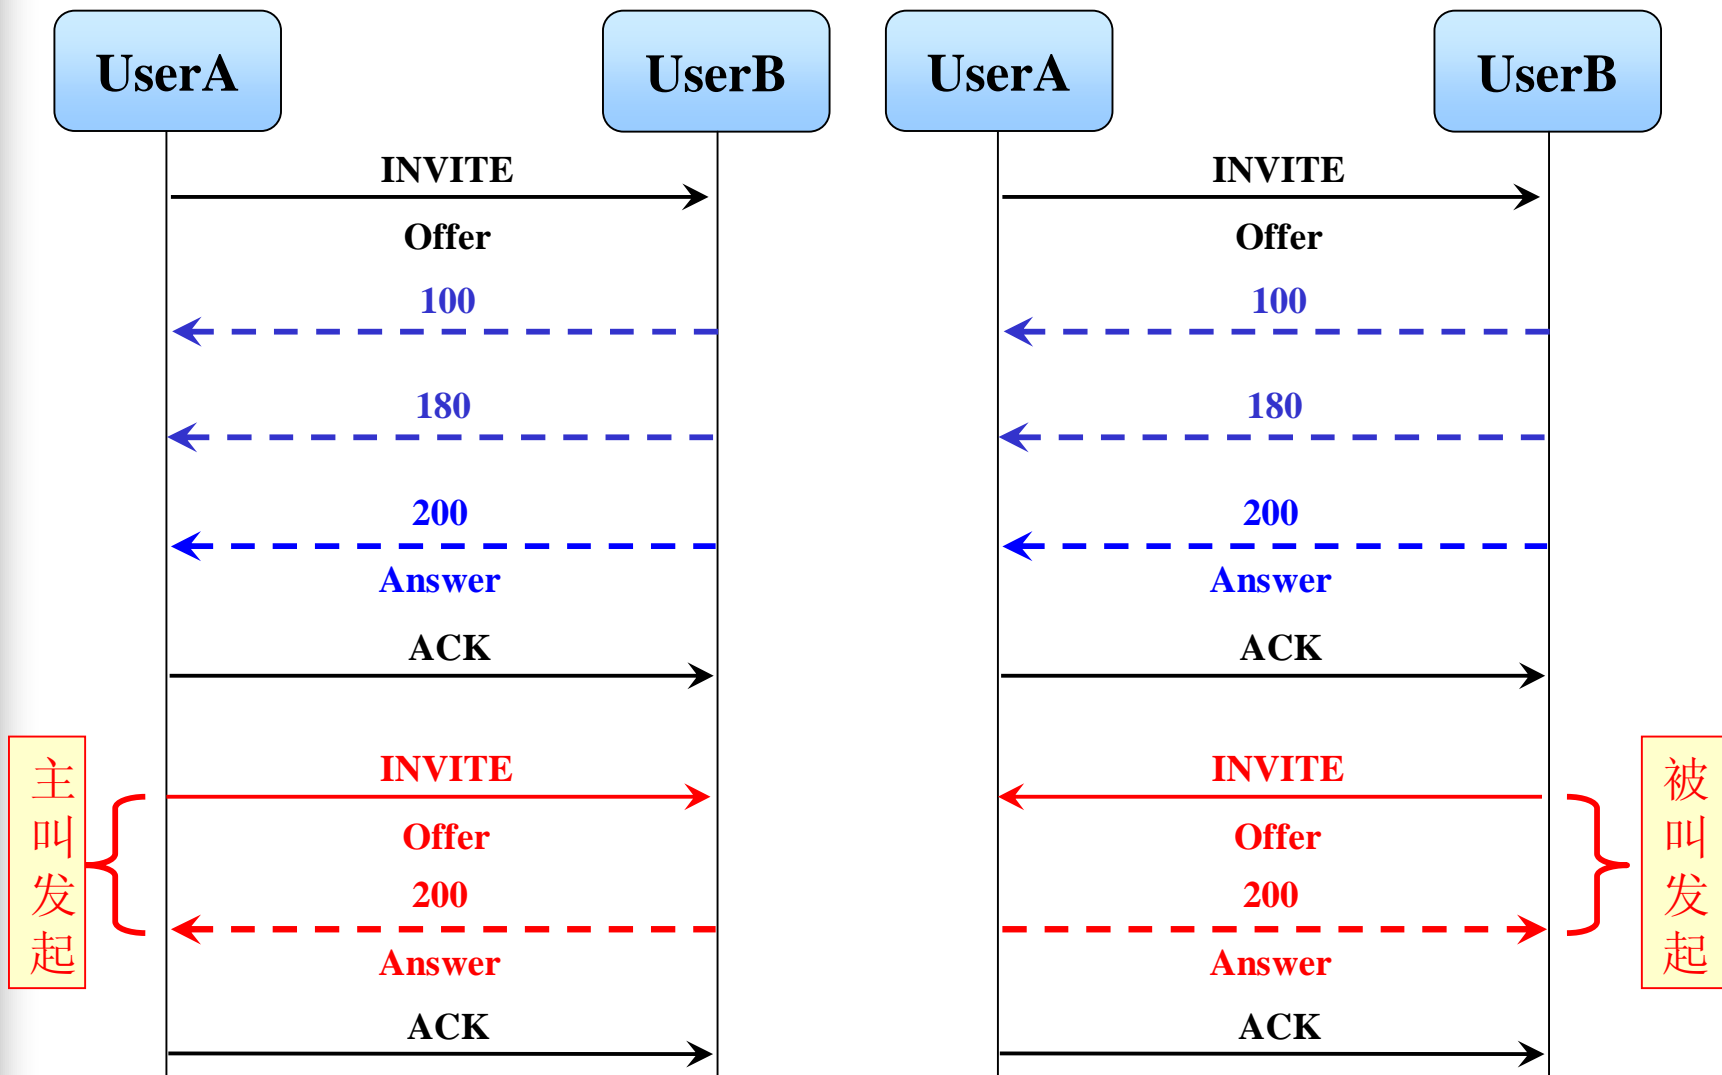 UserA
UserB
INVITE
Offer
100
180
200
Answer
ACK
主叫发起
INVITE
Offer
200
Answer
ACK
UserA
UserB
INVITE
Offer
100
180
200
Answer
ACK
INVITE
Offer
200
Answer
被叫发起
ACK